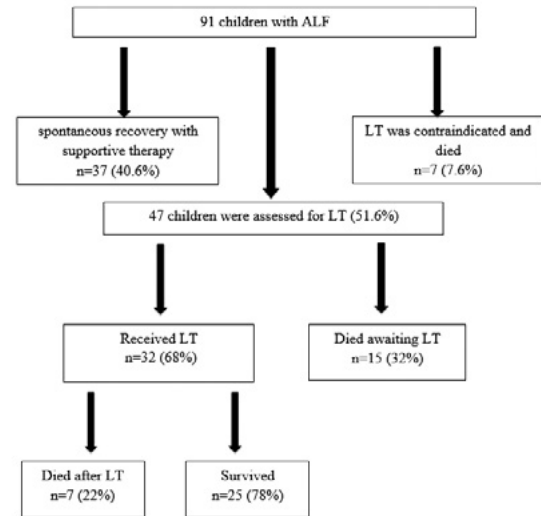 91 children with ALF
spontaneous recovery with
supportive therapy
n=37 (40.6%)
LT was contraindicated and
died
n=7 (7.6%)
47 children were assessed for LT (51.6%)
Received LT
n=32 (68%)
Died awaiting LT
n=15 (32%)
Died after LT
n=7 (22%)
Survived
n=25 (78%)